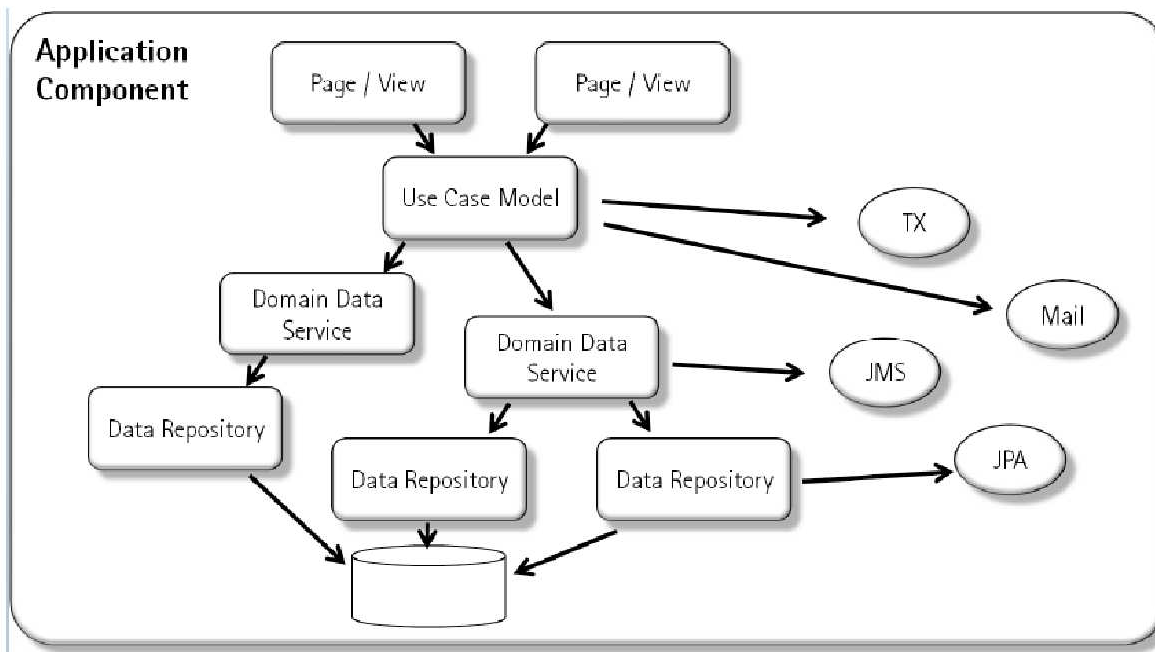 Application
Component
Page / View
Page / View
Use Case Model
TX
Domain Data
Service
Mail
Domain Data
Service
JMS
Data Repository
Data Repository
Data Repository
JPA